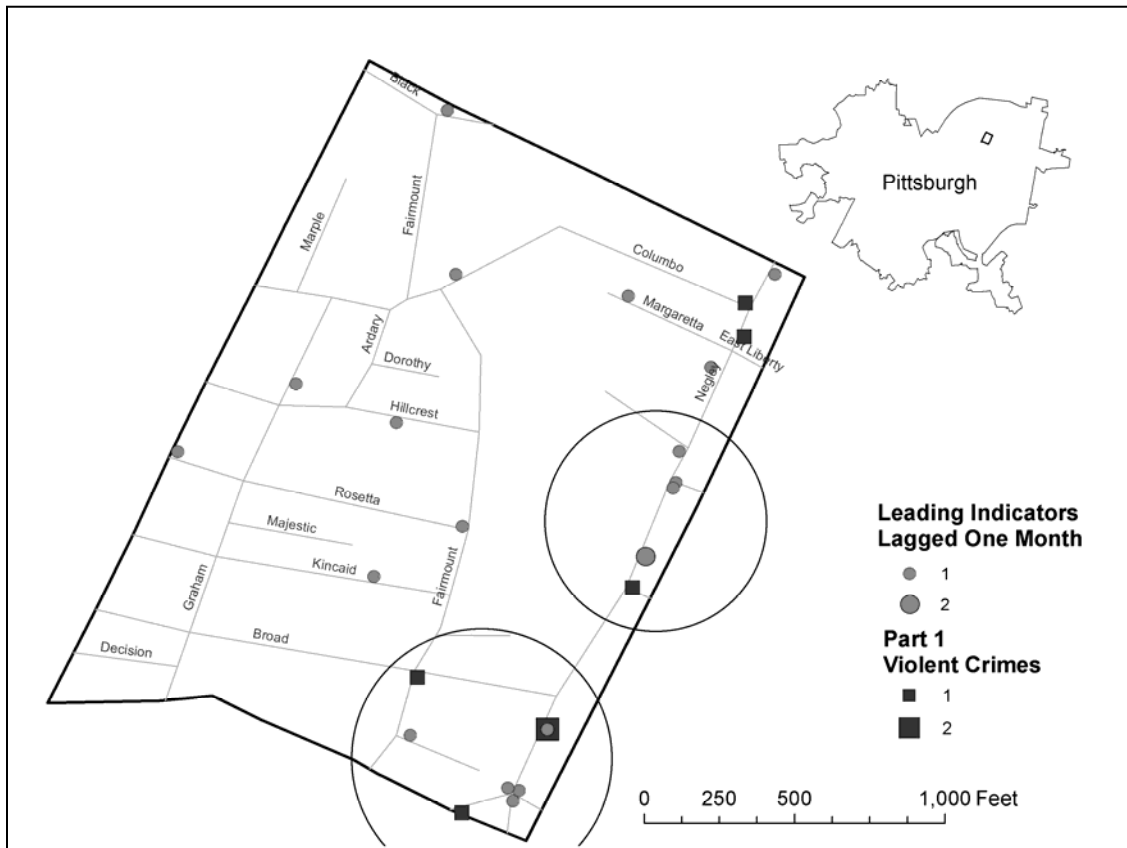 Black
Marple
Fairmount
Columbo
Margaretta
East Liberty
Negley
Ardary
Dorothy
Hillcrest
Rosetta
Majestic
Kincaid
Graham
Fairmount
Broad
Decision
Pittsburgh
Leading Indicators
Lagged One Month
1
2
Part 1
Violent Crimes
1
2
0 250 500 1,000 Feet